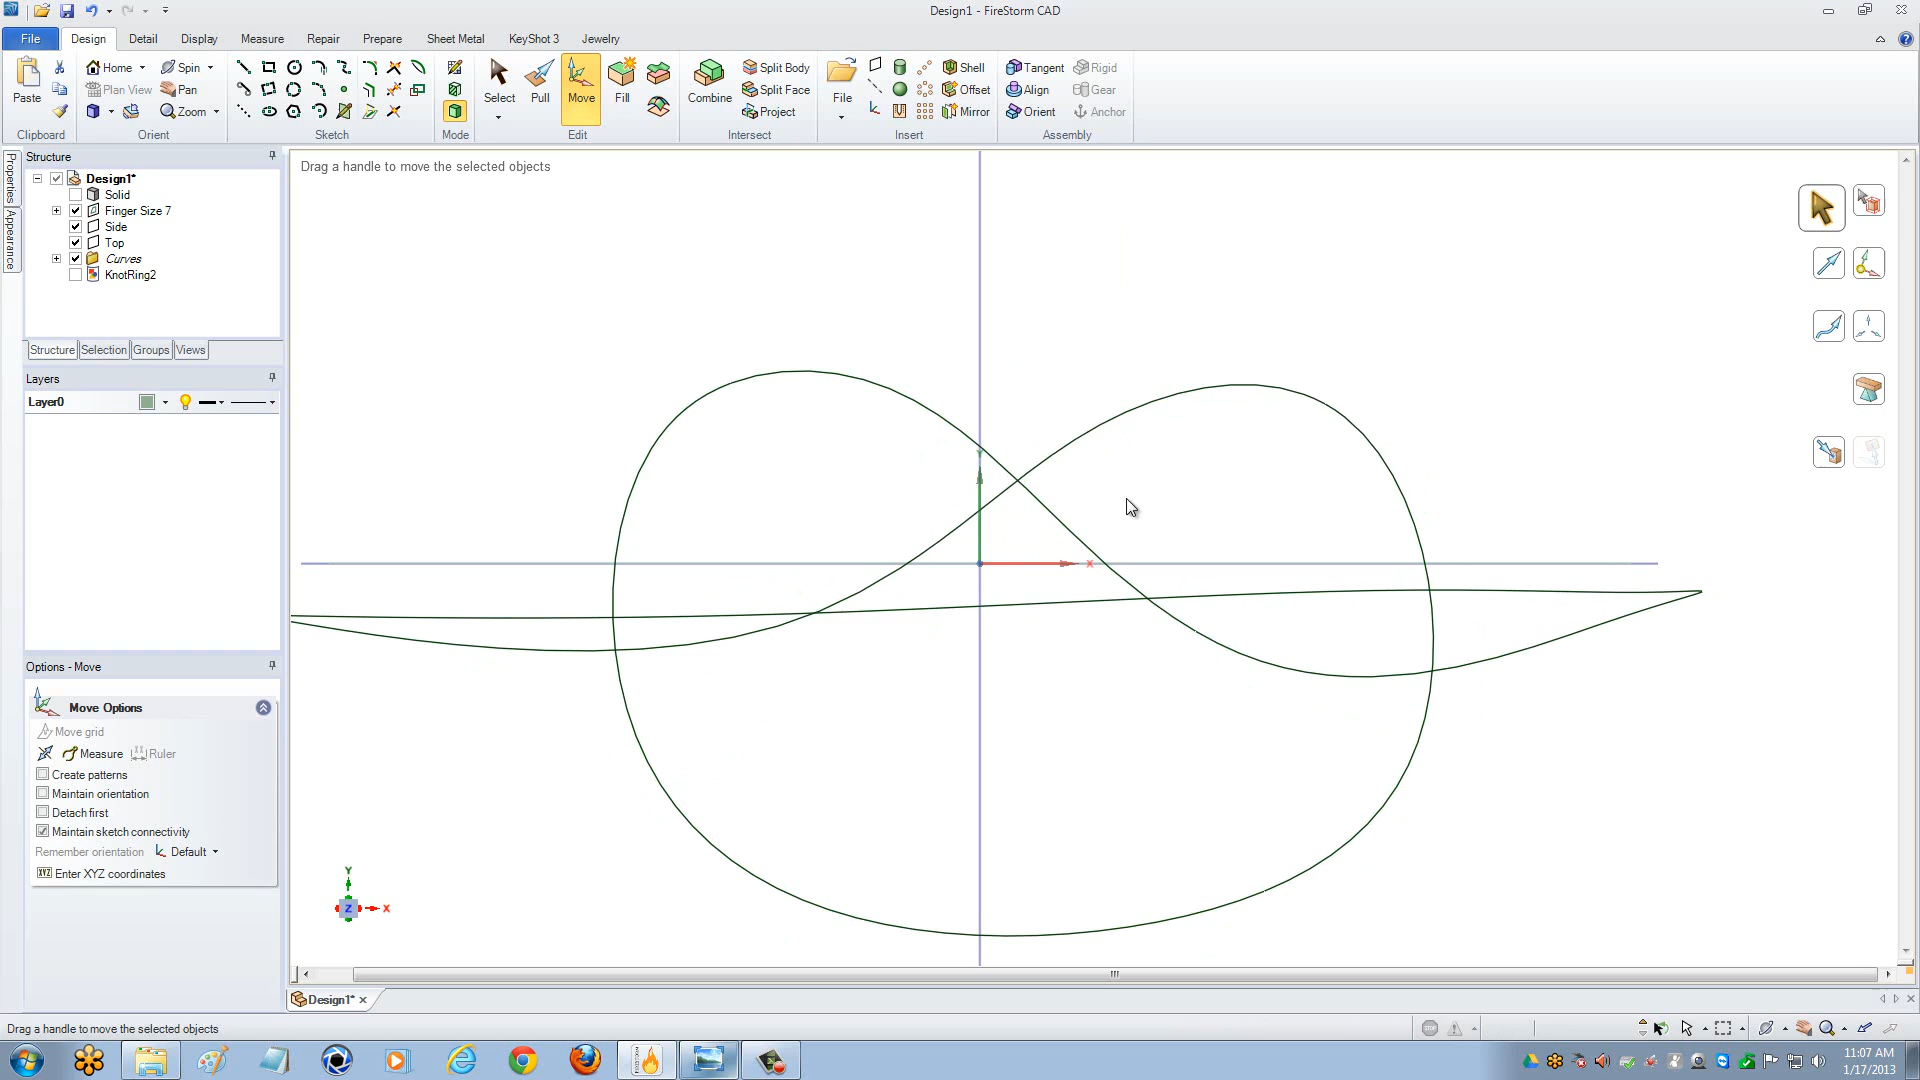 Design1 - FireStorm CAD
File Design Detail Display Measure Repair Prepare Sheet Metal KeyShot 3 Jewelry
Paste
Clipboard
Home Spin
Plan View Pan
Zoom
Orient
Sketch
Mode
Select Pull Move Fill
Edit
Combine Split Body
Split Face
Project
Intersect
File Shell
Offset
Mirror
Insert
Tangent Rigid
Align Gear
Orient Anchor
Assembly
Properties
Appearance
Structure
Design1*
Solid
Finger Size 7
Side
Top
Curves
KnotRing2
Structure Selection Groups Views
Layers
Layer0
Options - Move
Move Options
Move grid
Measure Ruler
Create patterns
Maintain orientation
Detach first
Maintain sketch connectivity
Remember orientation Default
XYZ Enter XYZ coordinates
Drag a handle to move the selected objects
Y
X
Y
Z X
Design1*
Drag a handle to move the selected objects
11:07 AM
1/17/2013